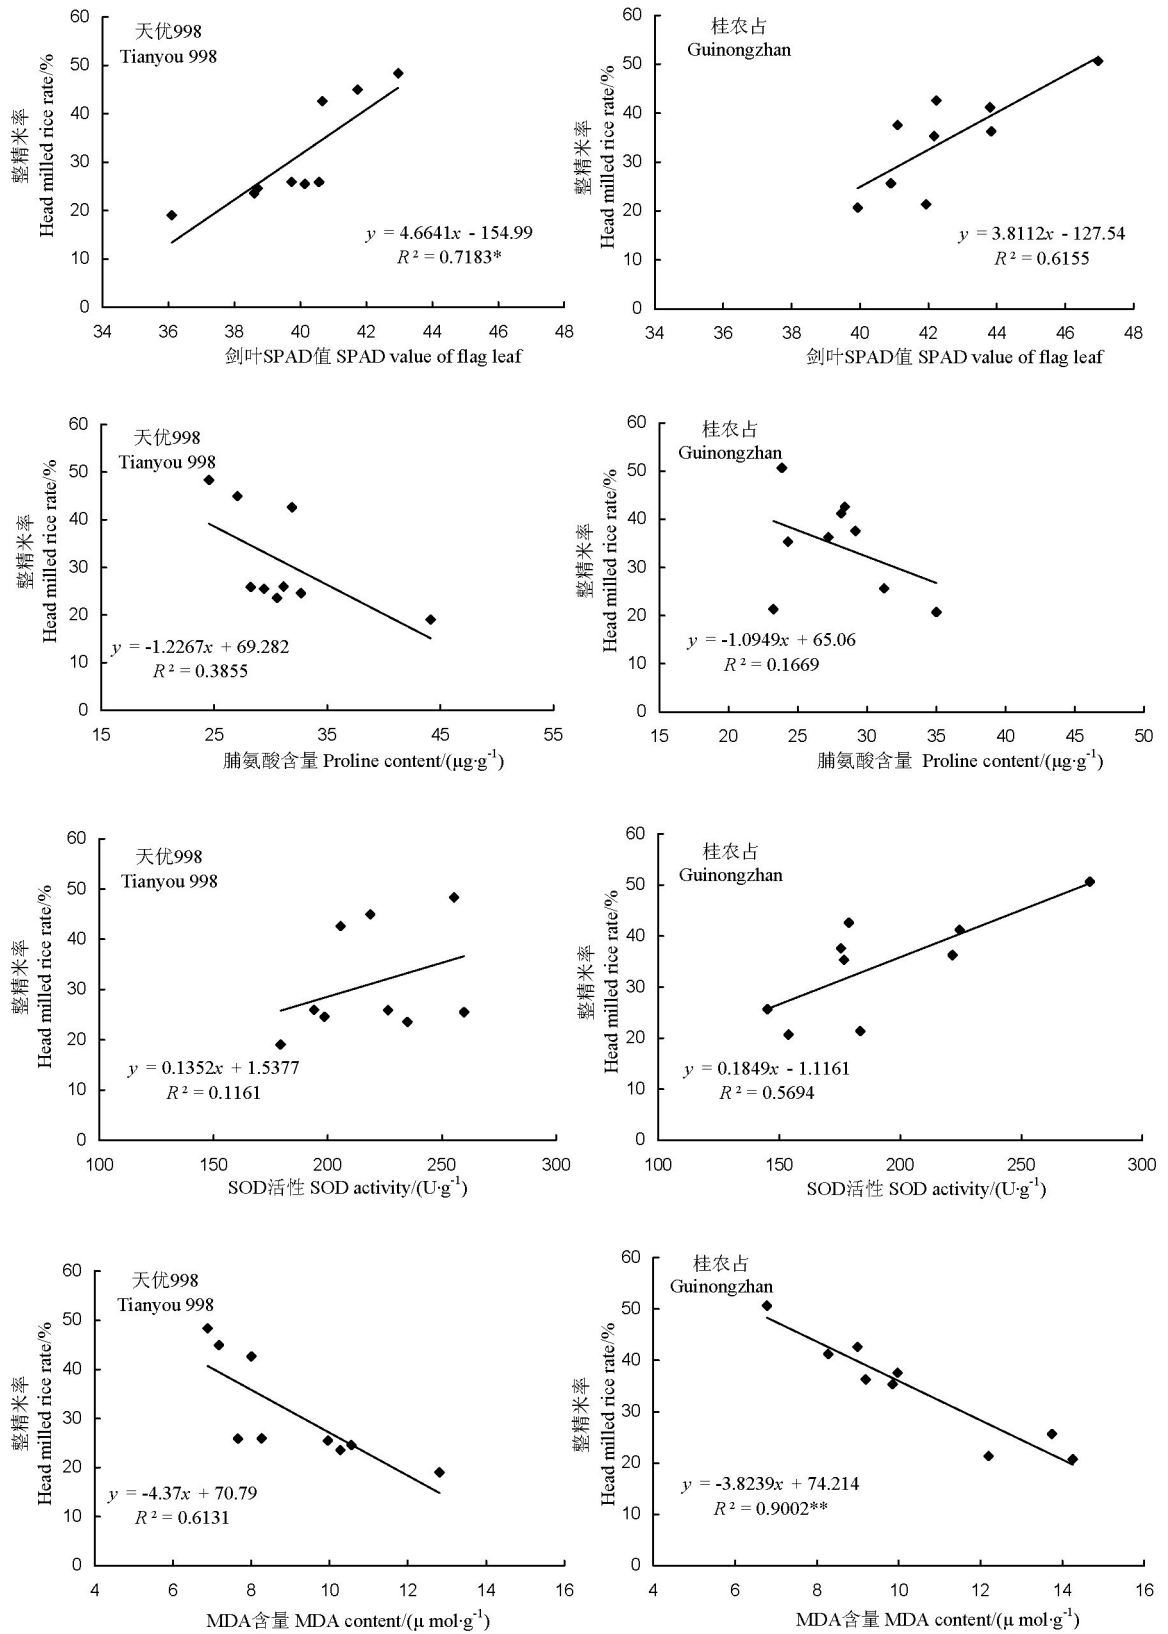 天优998
Tianyou 998
整精米率
Head milled rice rate/%
60
50
40
30
20
10
0
y = 4.6641x - 154.99
R² = 0.7183*
34 36 38 40 42 44 46 48
剑叶SPAD值 SPAD value of flag leaf
桂农占
Guinongzhan
整精米率
Head milled rice rate/%
60
50
40
30
20
10
0
y = 3.8112x - 127.54
R² = 0.6155
34 36 38 40 42 44 46 48
剑叶SPAD值 SPAD value of flag leaf
天优998
Tianyou 998
整精米率
Head milled rice rate/%
60
50
40
30
20
10
0
y = -1.2267x + 69.282
R² = 0.3855
15 25 35 45 55
脯氨酸含量 Proline content/(μg·g⁻¹)
桂农占
Guinongzhan
整精米率
Head milled rice rate/%
60
50
40
30
20
10
0
y = -1.0949x + 65.06
R² = 0.1669
15 20 25 30 35 40 45 50
脯氨酸含量 Proline content/(μg·g⁻¹)
天优998
Tianyou 998
整精米率
Head milled rice rate/%
60
50
40
30
20
10
0
y = 0.1352x + 1.5377
R² = 0.1161
100 150 200 250 300
SOD活性 SOD activity/(U·g⁻¹)
桂农占
Guinongzhan
整精米率
Head milled rice rate/%
60
50
40
30
20
10
0
y = 0.1849x - 1.1161
R² = 0.5694
100 150 200 250 300
SOD活性 SOD activity/(U·g⁻¹)
天优998
Tianyou 998
整精米率
Head milled rice rate/%
60
50
40
30
20
10
0
y = -4.37x + 70.79
R² = 0.6131
4 6 8 10 12 14 16
MDA含量 MDA content/(μ mol·g⁻¹)
桂农占
Guinongzhan
整精米率
Head milled rice rate/%
60
50
40
30
20
10
0
y = -3.8239x + 74.214
R² = 0.9002**
4 6 8 10 12 14 16
MDA含量 MDA content/(μ mol·g⁻¹)